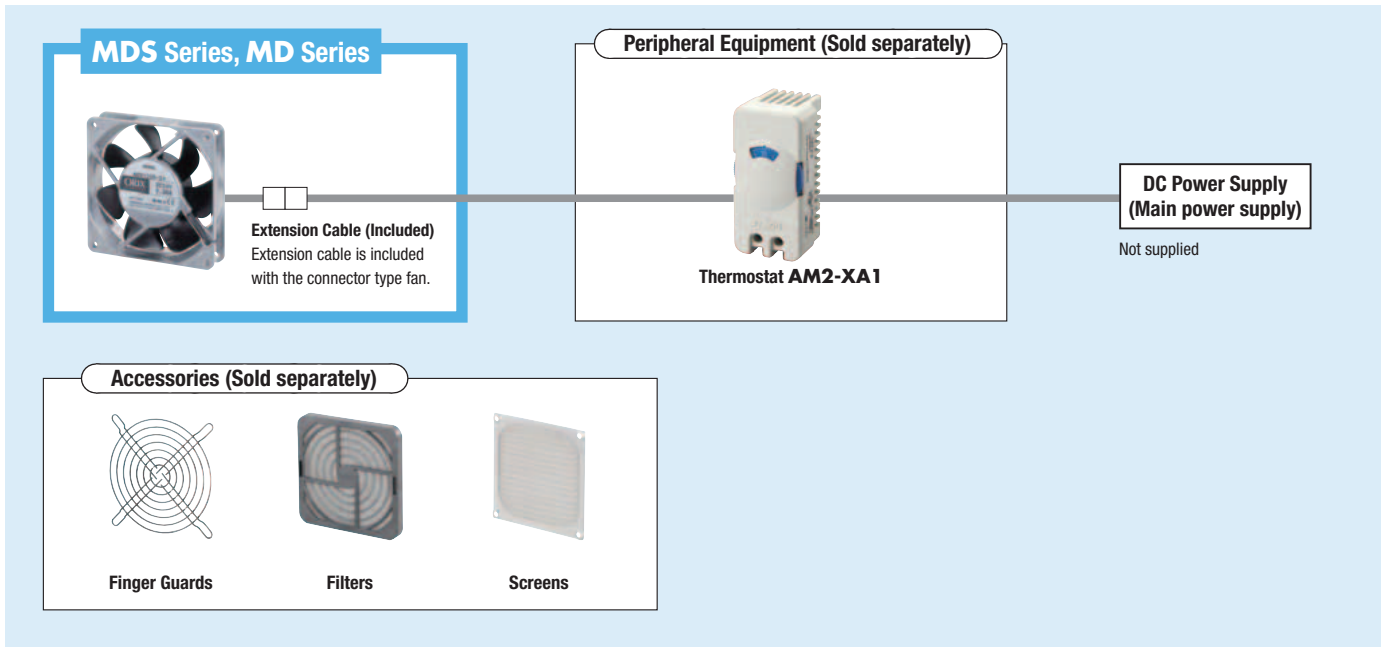 MDS Series, MD Series
Extension Cable (Included)
Extension cable is included
with the connector type fan.
Peripheral Equipment (Sold separately)
Thermostat AM2-XA1
DC Power Supply
(Main power supply)
Not supplied
Accessories (Sold separately)
Finger Guards
Filters
Screens